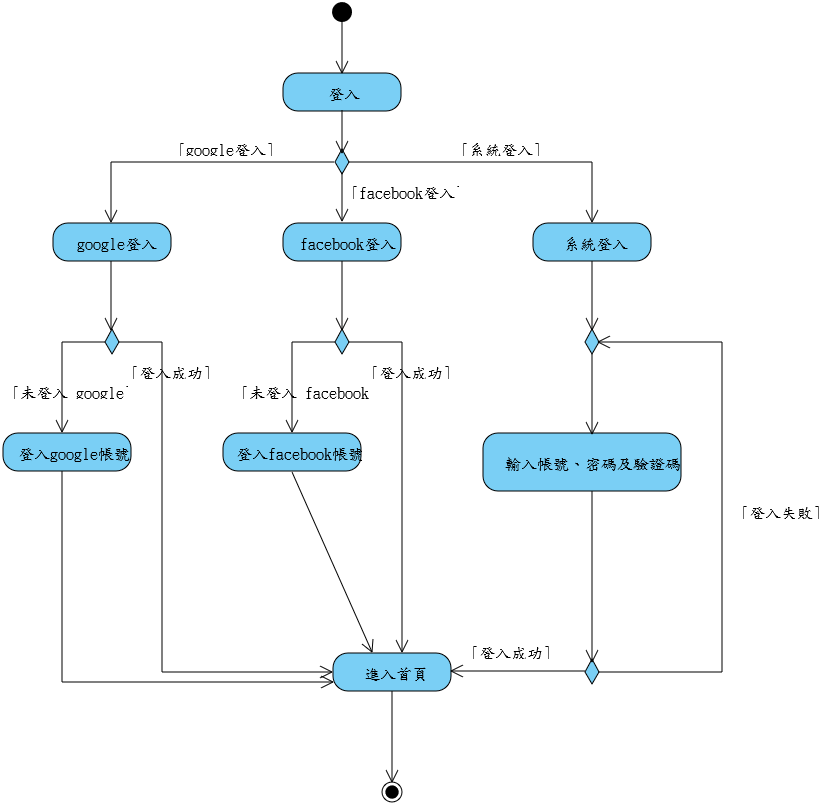 登入
「google登入」
「系統登入」
「facebook登入」
google登入
facebook登入
系統登入
「登入成功」
「登入成功」
「未登入 google」
「未登入 facebook
登入google帳號
登入facebook帳號
輸入帳號、密碼及驗證碼
「登入失敗」
「登入成功」
進入首頁